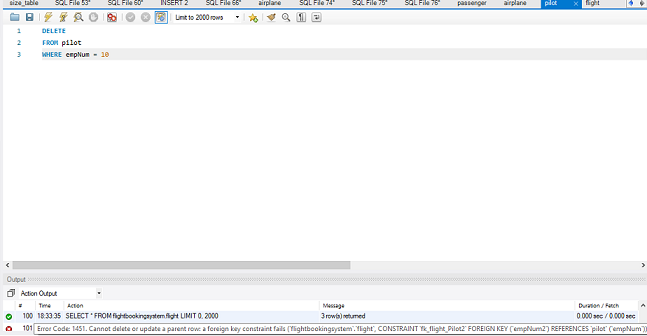 size_table SQL File 53* SQL File 60* INSERT 2 SQL File 66* airplane SQL File 74* SQL File 75* SQL File 76* passenger airplane pilot flight
Limit to 2000 rows
1 DELETE
2 FROM pilot
3 WHERE empNum = 10
Output
Action Output
# Time Action Message Duration / Fetch
100 18:33:35 SELECT * FROM flightbookingsystem.flight LIMIT 0, 2000 3 row(s) returned 0.000 sec / 0.000 sec
101 Error Code: 1451. Cannot delete or update a parent row: a foreign key constraint fails (`flightbookingsystem`.`flight`, CONSTRAINT `fk_flight_Pilot2` FOREIGN KEY (`empNum2`) REFERENCES `pilot` (`empNum`))